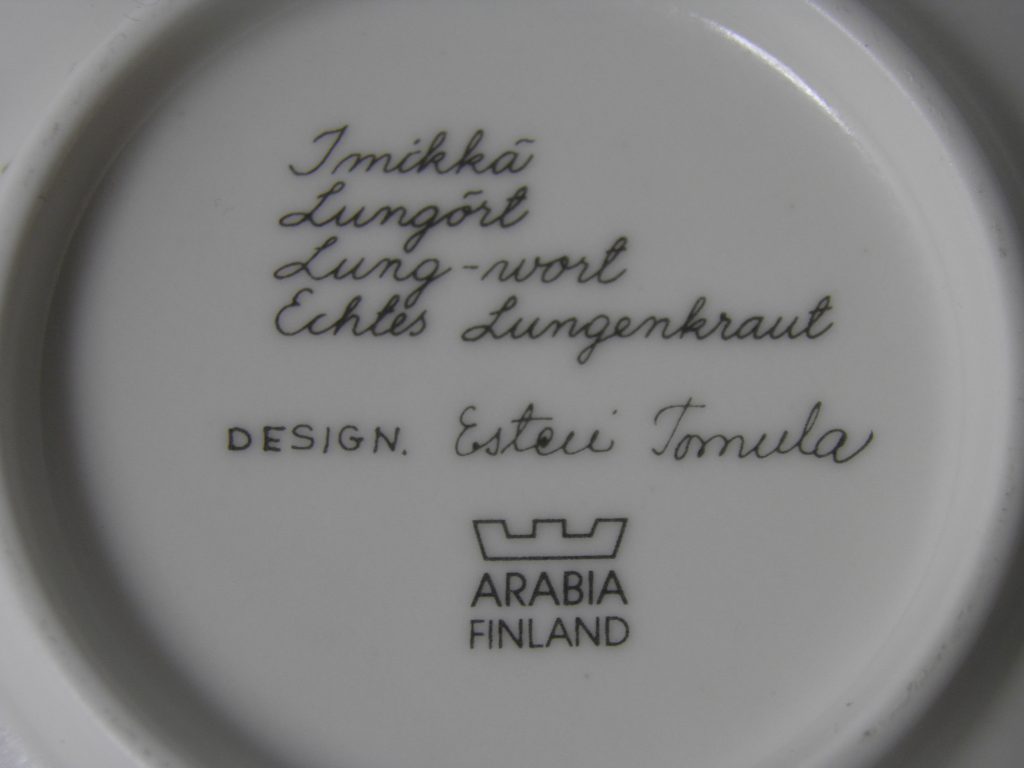 Imikkä
Lungört
Lung-wort
Echtes Lungenkraut
DESIGN. Esteri Tomula
ARABIA
FINLAND